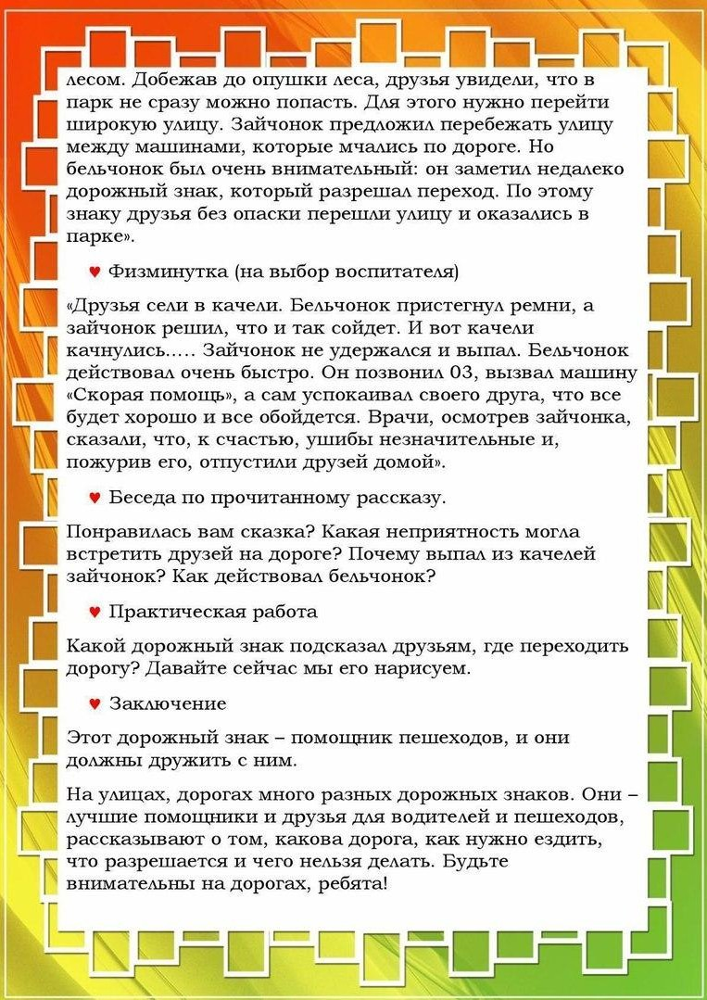 лесом. Добежав до опушки леса, друзья увидели, что в
парк не сразу можно попасть. Для этого нужно перейти
широкую улицу. Зайчонок предложил перебежать улицу
между машинами, которые мчались по дороге. Но
бельчонок был очень внимательный: он заметил недалеко
дорожный знак, который разрешал переход. По этому
знаку друзья без опаски перешли улицу и оказались в
парке».
♥ Физминутка (на выбор воспитателя)
«Друзья сели в качели. Бельчонок пристегнул ремни, а
зайчонок решил, что и так сойдет. И вот качели
качнулись….. Зайчонок не удержался и выпал. Бельчонок
действовал очень быстро. Он позвонил 03, вызвал машину
«Скорая помощь», а сам успокаивал своего друга, что все
будет хорошо и все обойдется. Врачи, осмотрев зайчонка,
сказали, что, к счастью, ушибы незначительные и,
пожурив его, отпустили друзей домой».
♥ Беседа по прочитанному рассказу.
Понравилась вам сказка? Какая неприятность могла
встретить друзей на дороге? Почему выпал из качелей
зайчонок? Как действовал бельчонок?
♥ Практическая работа
Какой дорожный знак подсказал друзьям, где переходить
дорогу? Давайте сейчас мы его нарисуем.
♥ Заключение
Этот дорожный знак – помощник пешеходов, и они
должны дружить с ним.
На улицах, дорогах много разных дорожных знаков. Они –
лучшие помощники и друзья для водителей и пешеходов,
рассказывают о том, какова дорога, как нужно ездить,
что разрешается и чего нельзя делать. Будьте
внимательны на дорогах, ребята!